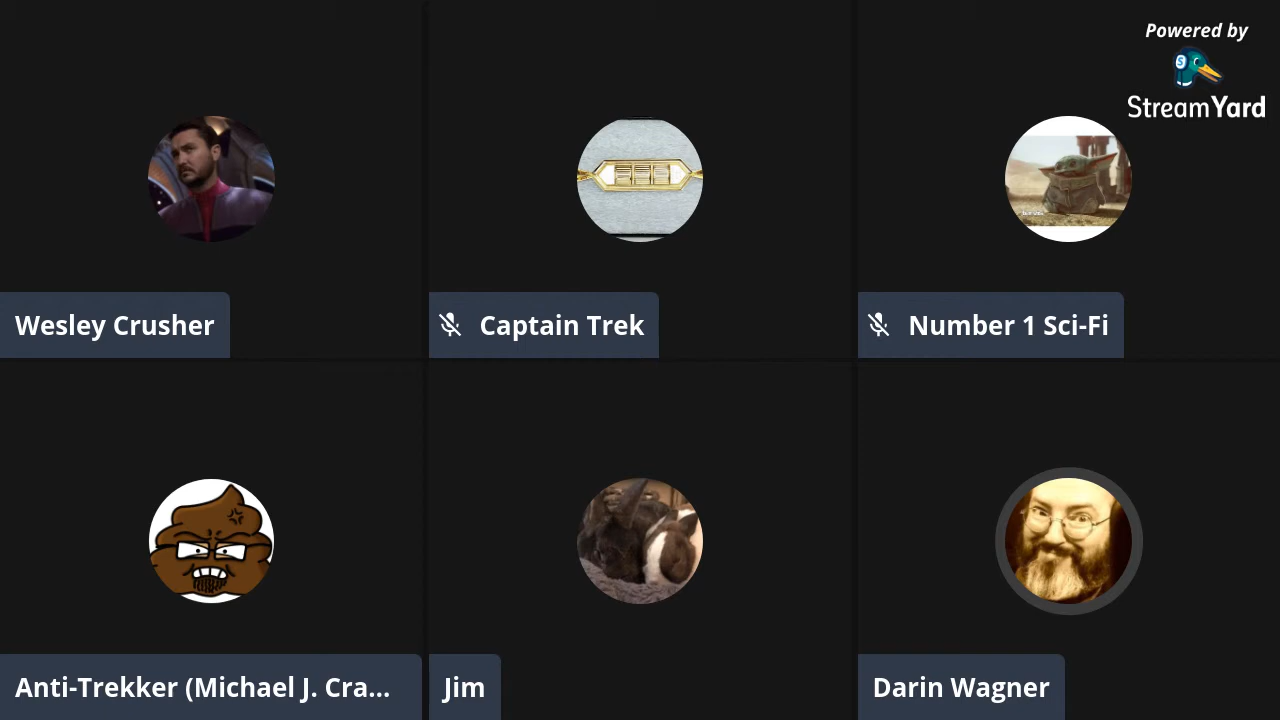 Powered by
StreamYard
Wesley Crusher
Captain Trek
Number 1 Sci-Fi
Anti-Trekker (Michael J. Cra...
Jim
Darin Wagner